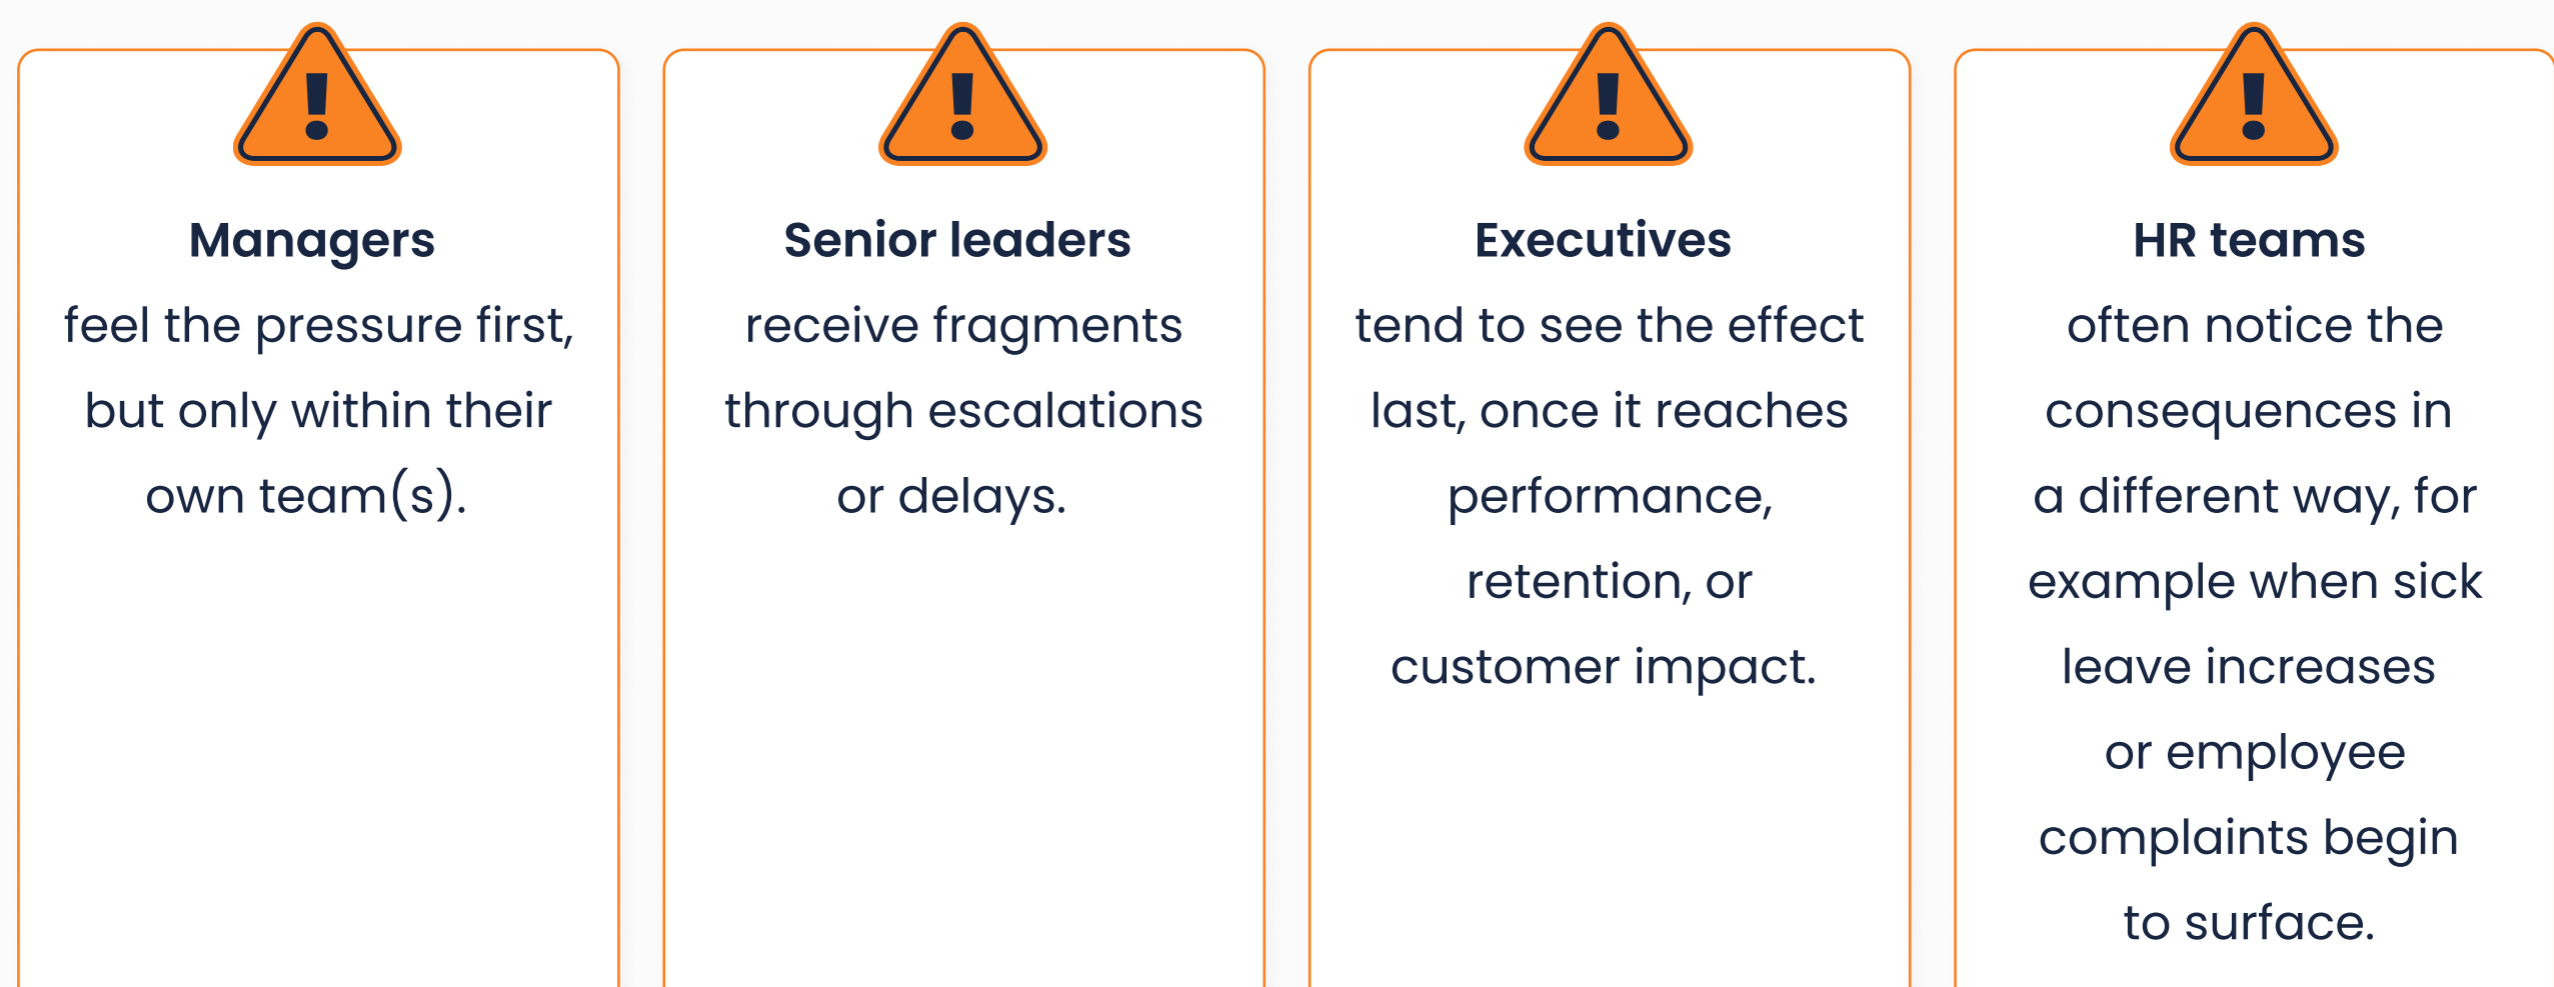 Managers
feel the pressure first,
but only within their
own team(s).
Senior leaders
receive fragments
through escalations
or delays.
Executives
tend to see the effect
last, once it reaches
performance,
retention, or
customer impact.
HR teams
often notice the
consequences in
a different way, for
example when sick
leave increases
or employee
complaints begin
to surface.